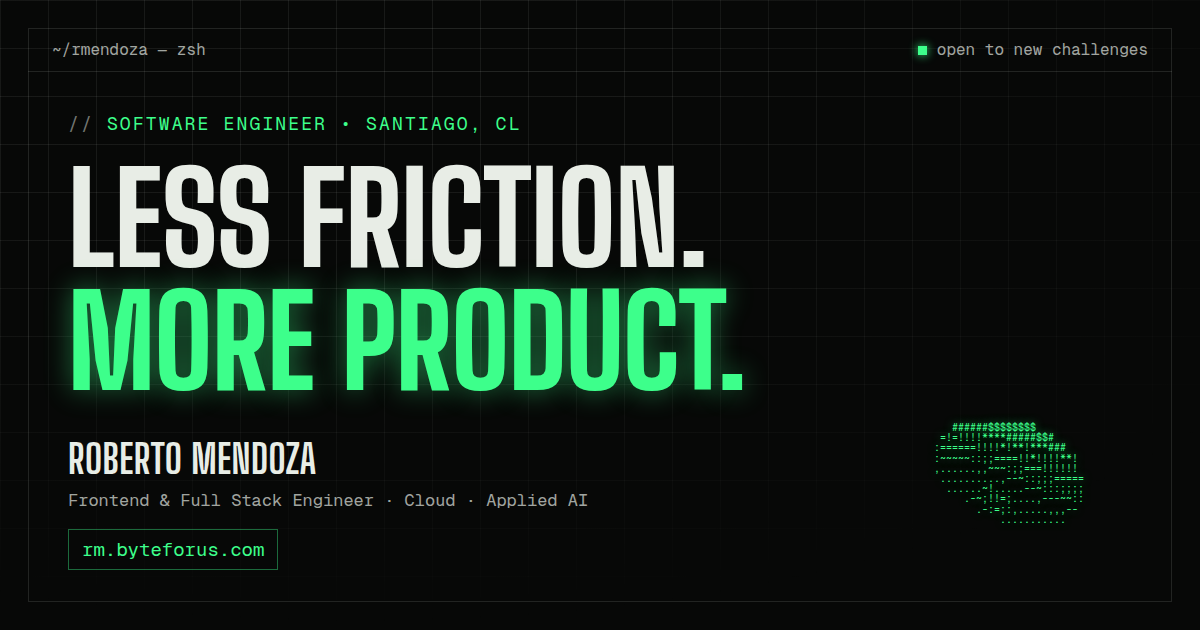 ~/rmendoza — zsh
open to new challenges
// SOFTWARE ENGINEER • SANTIAGO, CL
LESS FRICTION.
MORE PRODUCT.
ROBERTO MENDOZA
Frontend & Full Stack Engineer · Cloud · Applied AI
rm.byteforus.com